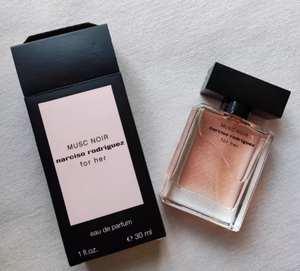 MUSC NOIR
narciso rodriguez
for her
eau de parfum
1 fl.oz. e 30 ml
MUSC NOIR
narciso rodriguez
for her